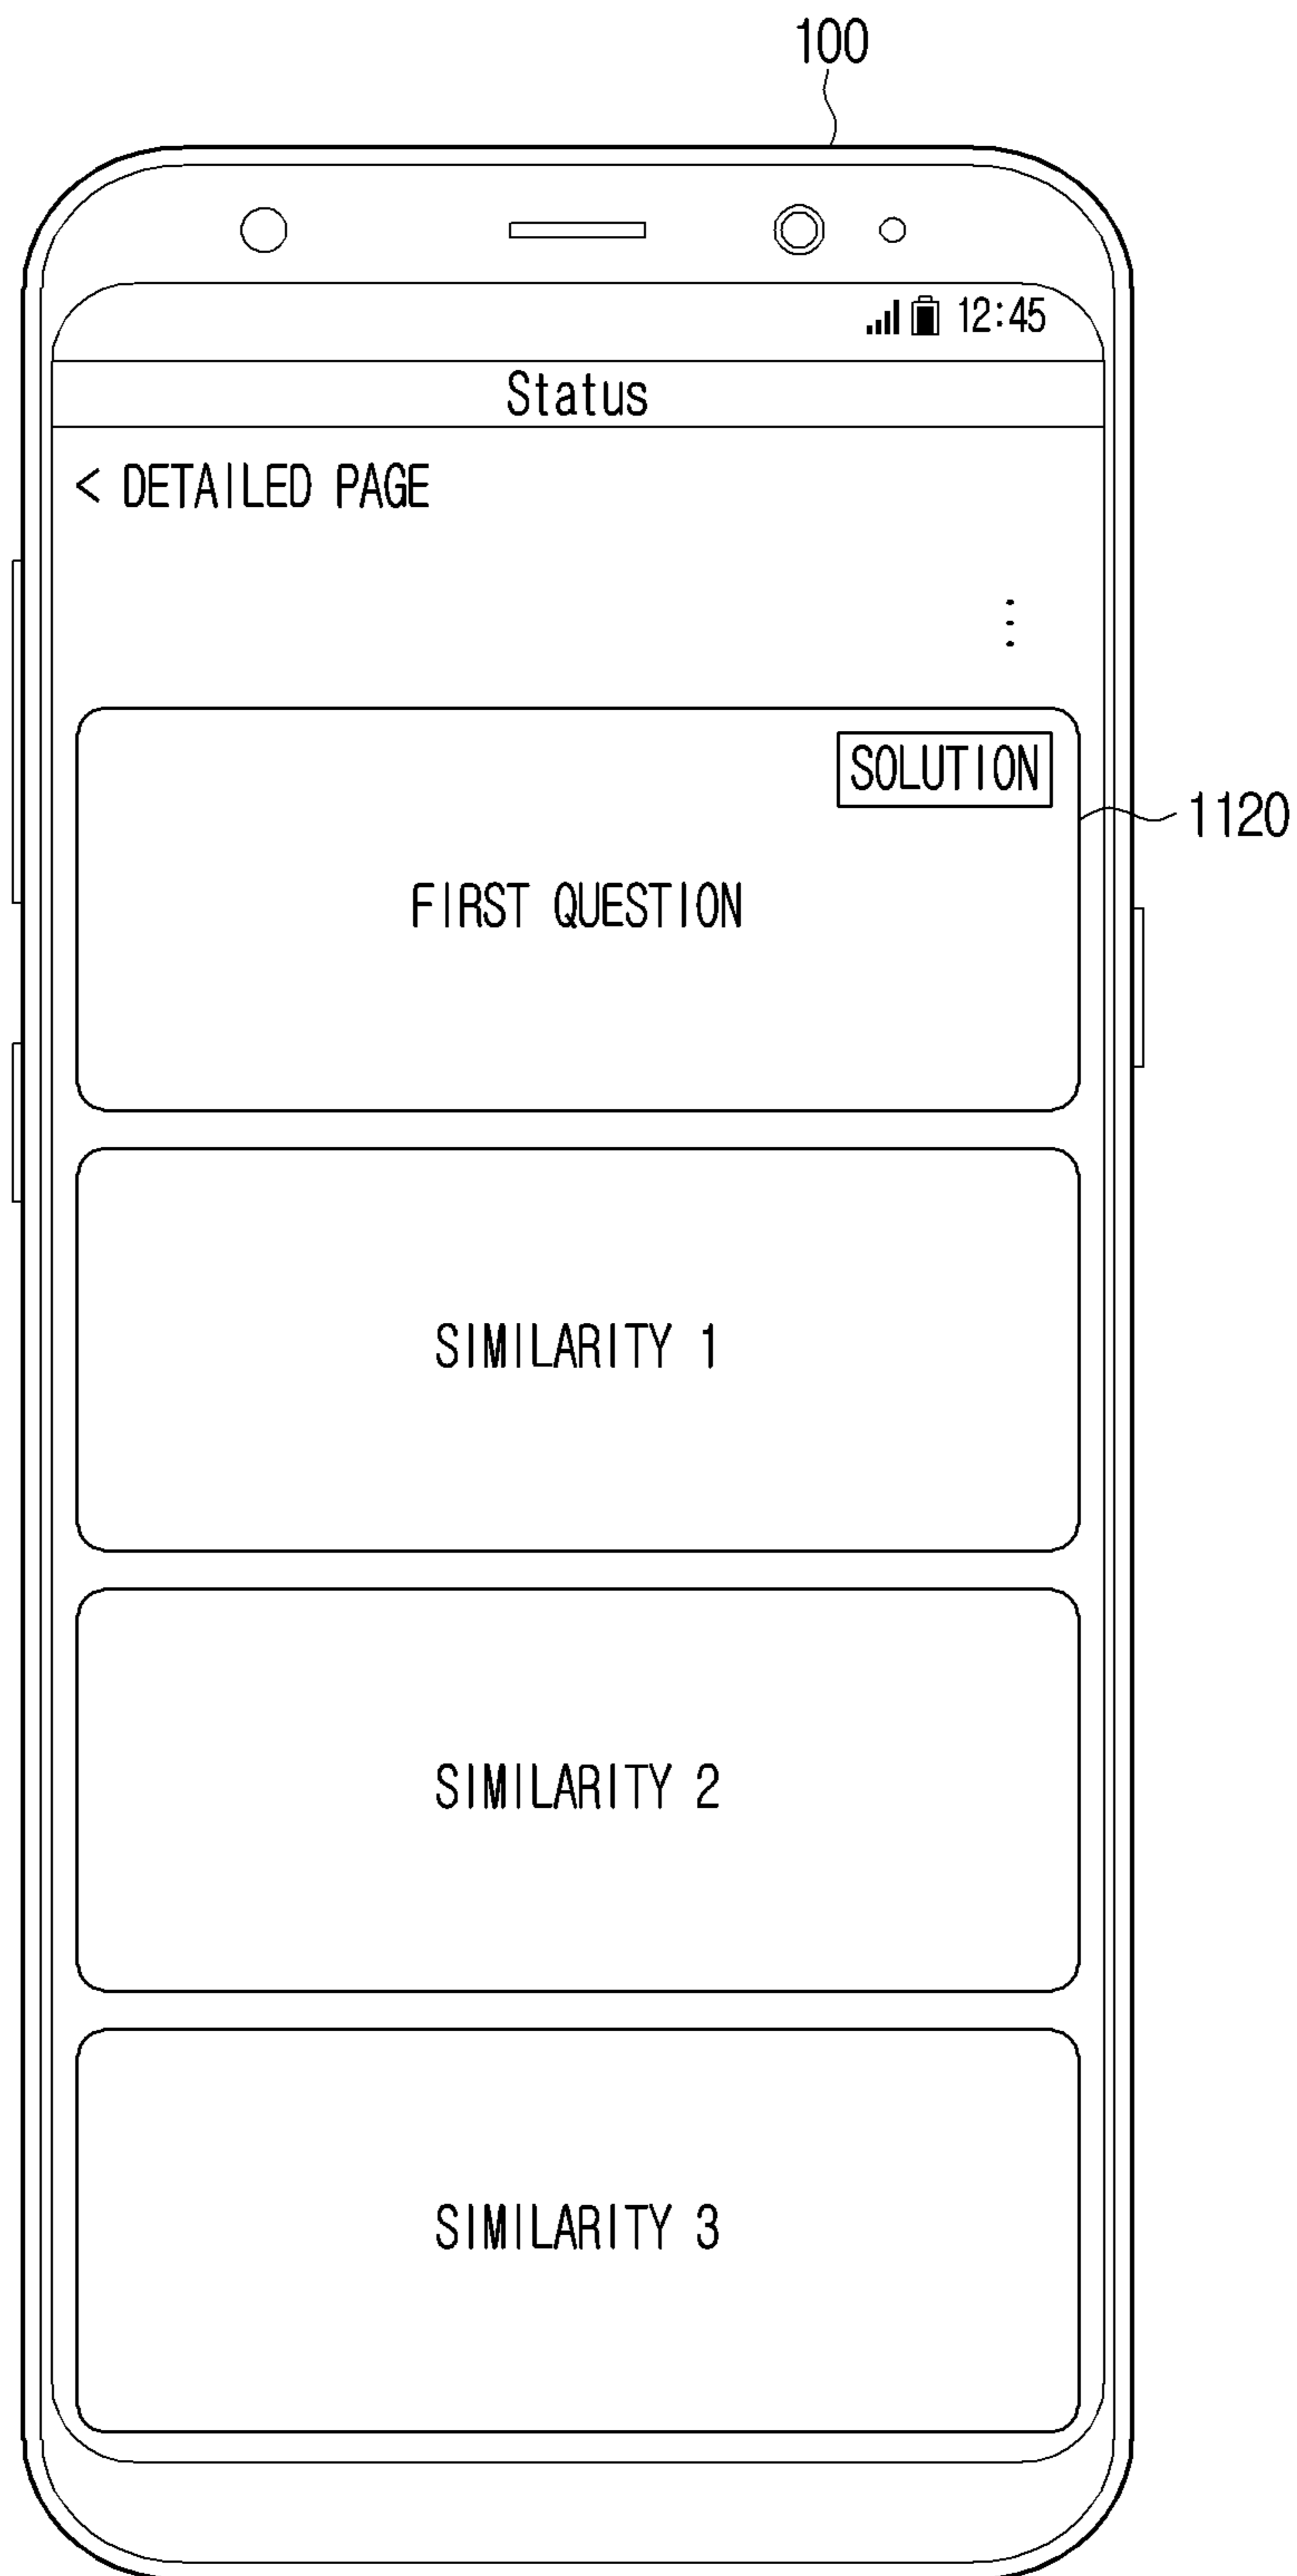 100
12:45
Status
< DETAILED PAGE
SOLUTION
1120
FIRST QUESTION
SIMILARITY 1
SIMILARITY 2
SIMILARITY 3